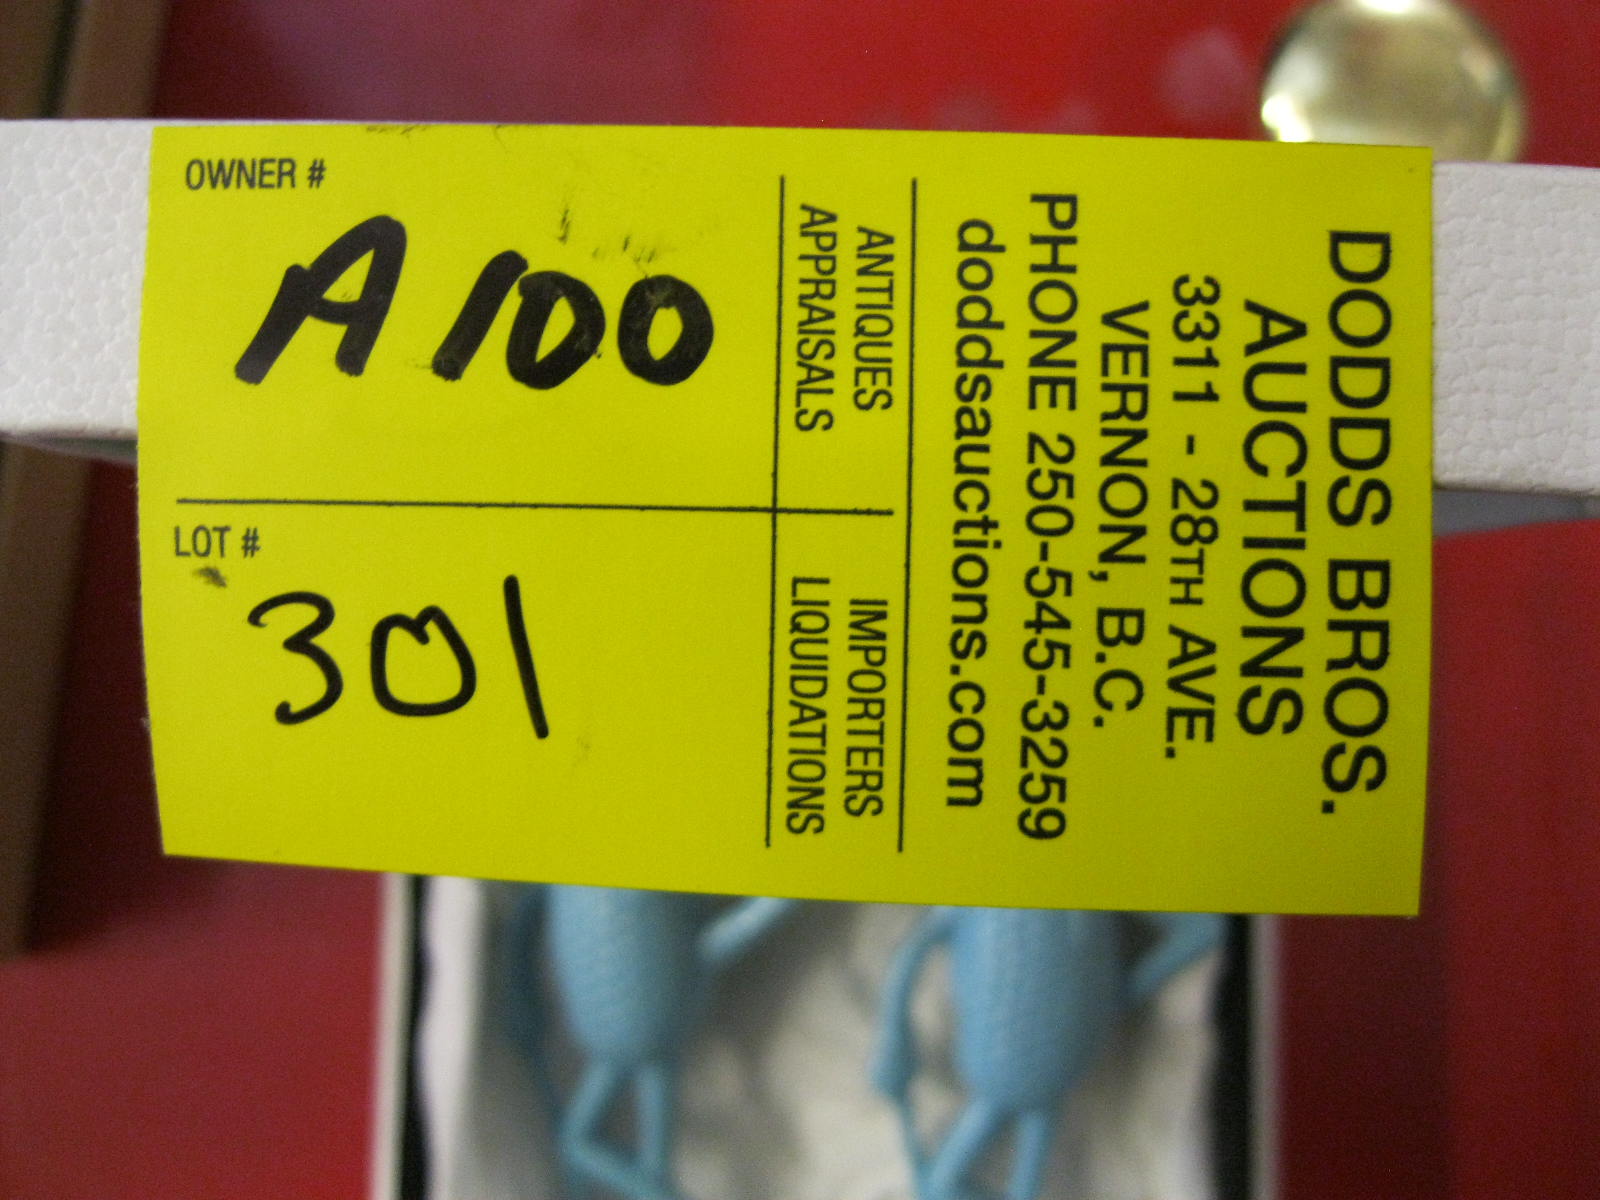 DODDS BROS.
AUCTIONS
3311 - 28TH AVE.
VERNON, B.C.
PHONE 250-545-3259
doddsauctions.com
ANTIQUES
APPRAISALS
IMPORTERS
LIQUIDATIONS
OWNER #
A100
LOT #
301